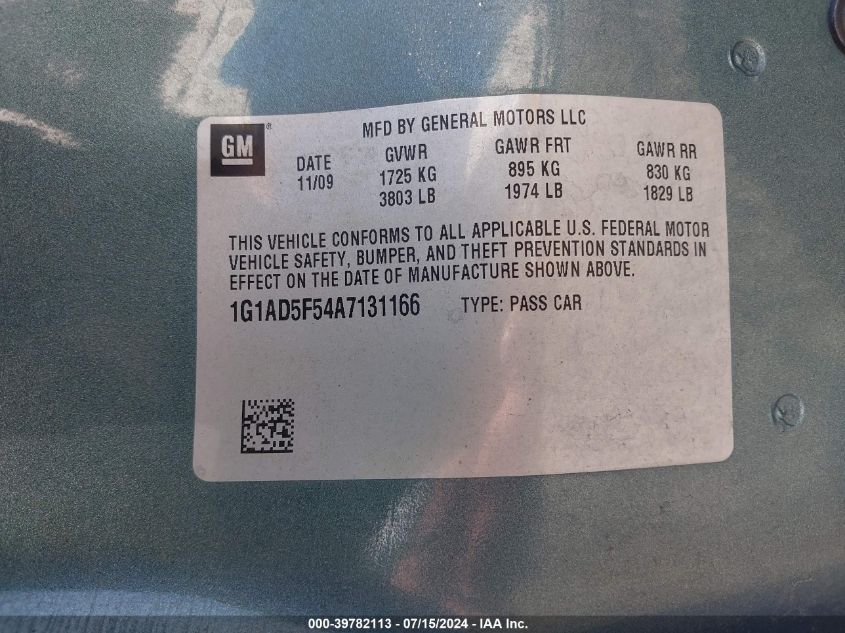 GM ®
MFD BY GENERAL MOTORS LLC
DATE GVWR GAWR FRT GAWR RR
11/09 1725 KG 895 KG 830 KG
3803 LB 1974 LB 1829 LB
THIS VEHICLE CONFORMS TO ALL APPLICABLE U.S. FEDERAL MOTOR
VEHICLE SAFETY, BUMPER, AND THEFT PREVENTION STANDARDS IN
EFFECT ON THE DATE OF MANUFACTURE SHOWN ABOVE.
1G1AD5F54A7131166 TYPE: PASS CAR
000-39782113 - 07/15/2024 - IAA Inc.